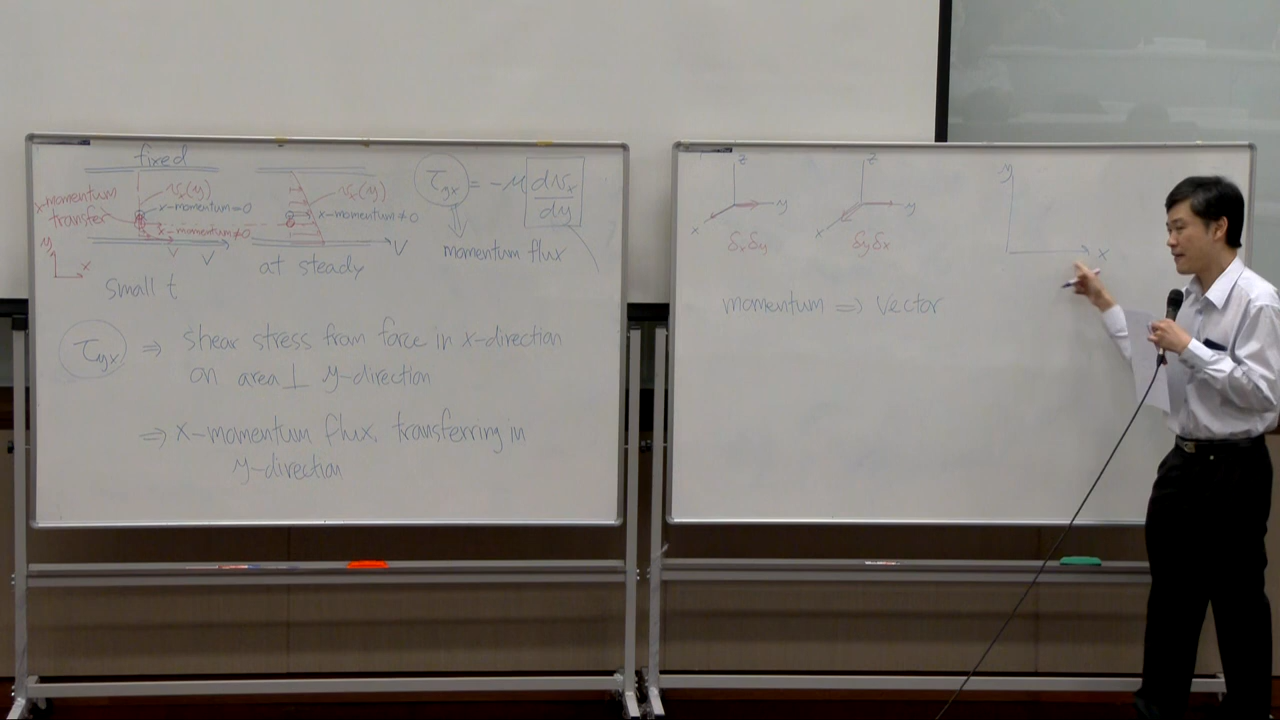 fixed
x-momentum transfer
vx(y)
x-momentum=0
x-momentum≠0
V
V
y
x
small t
vx(y)
x-momentum≠0
V
at steady
τyx = -μ dvx/dy
momentum flux
τyx ⇒ shear stress from force in x-direction
on area ⊥ y-direction
⇒ x-momentum flux. transferring in
y-direction
z
y
x
δxδy
z
y
x
δyδx
y
x
momentum ⇒ vector